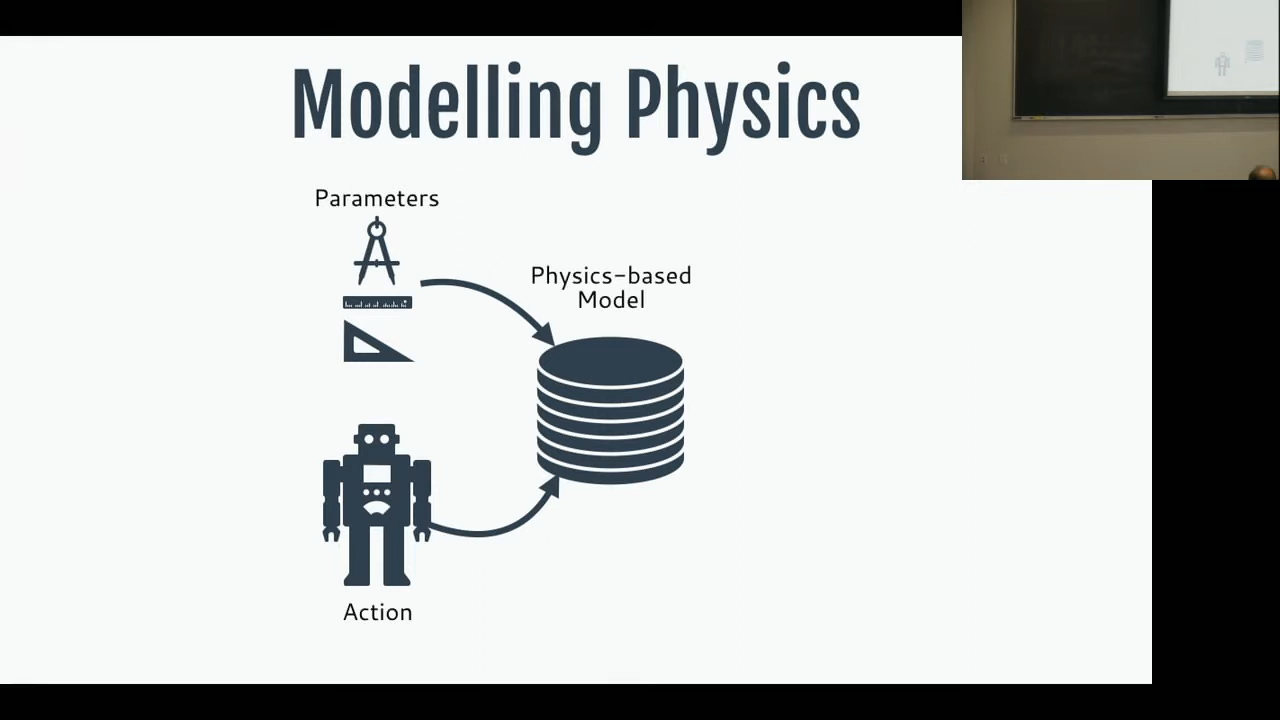 Modelling Physics
Parameters
Physics-based
Model
Action